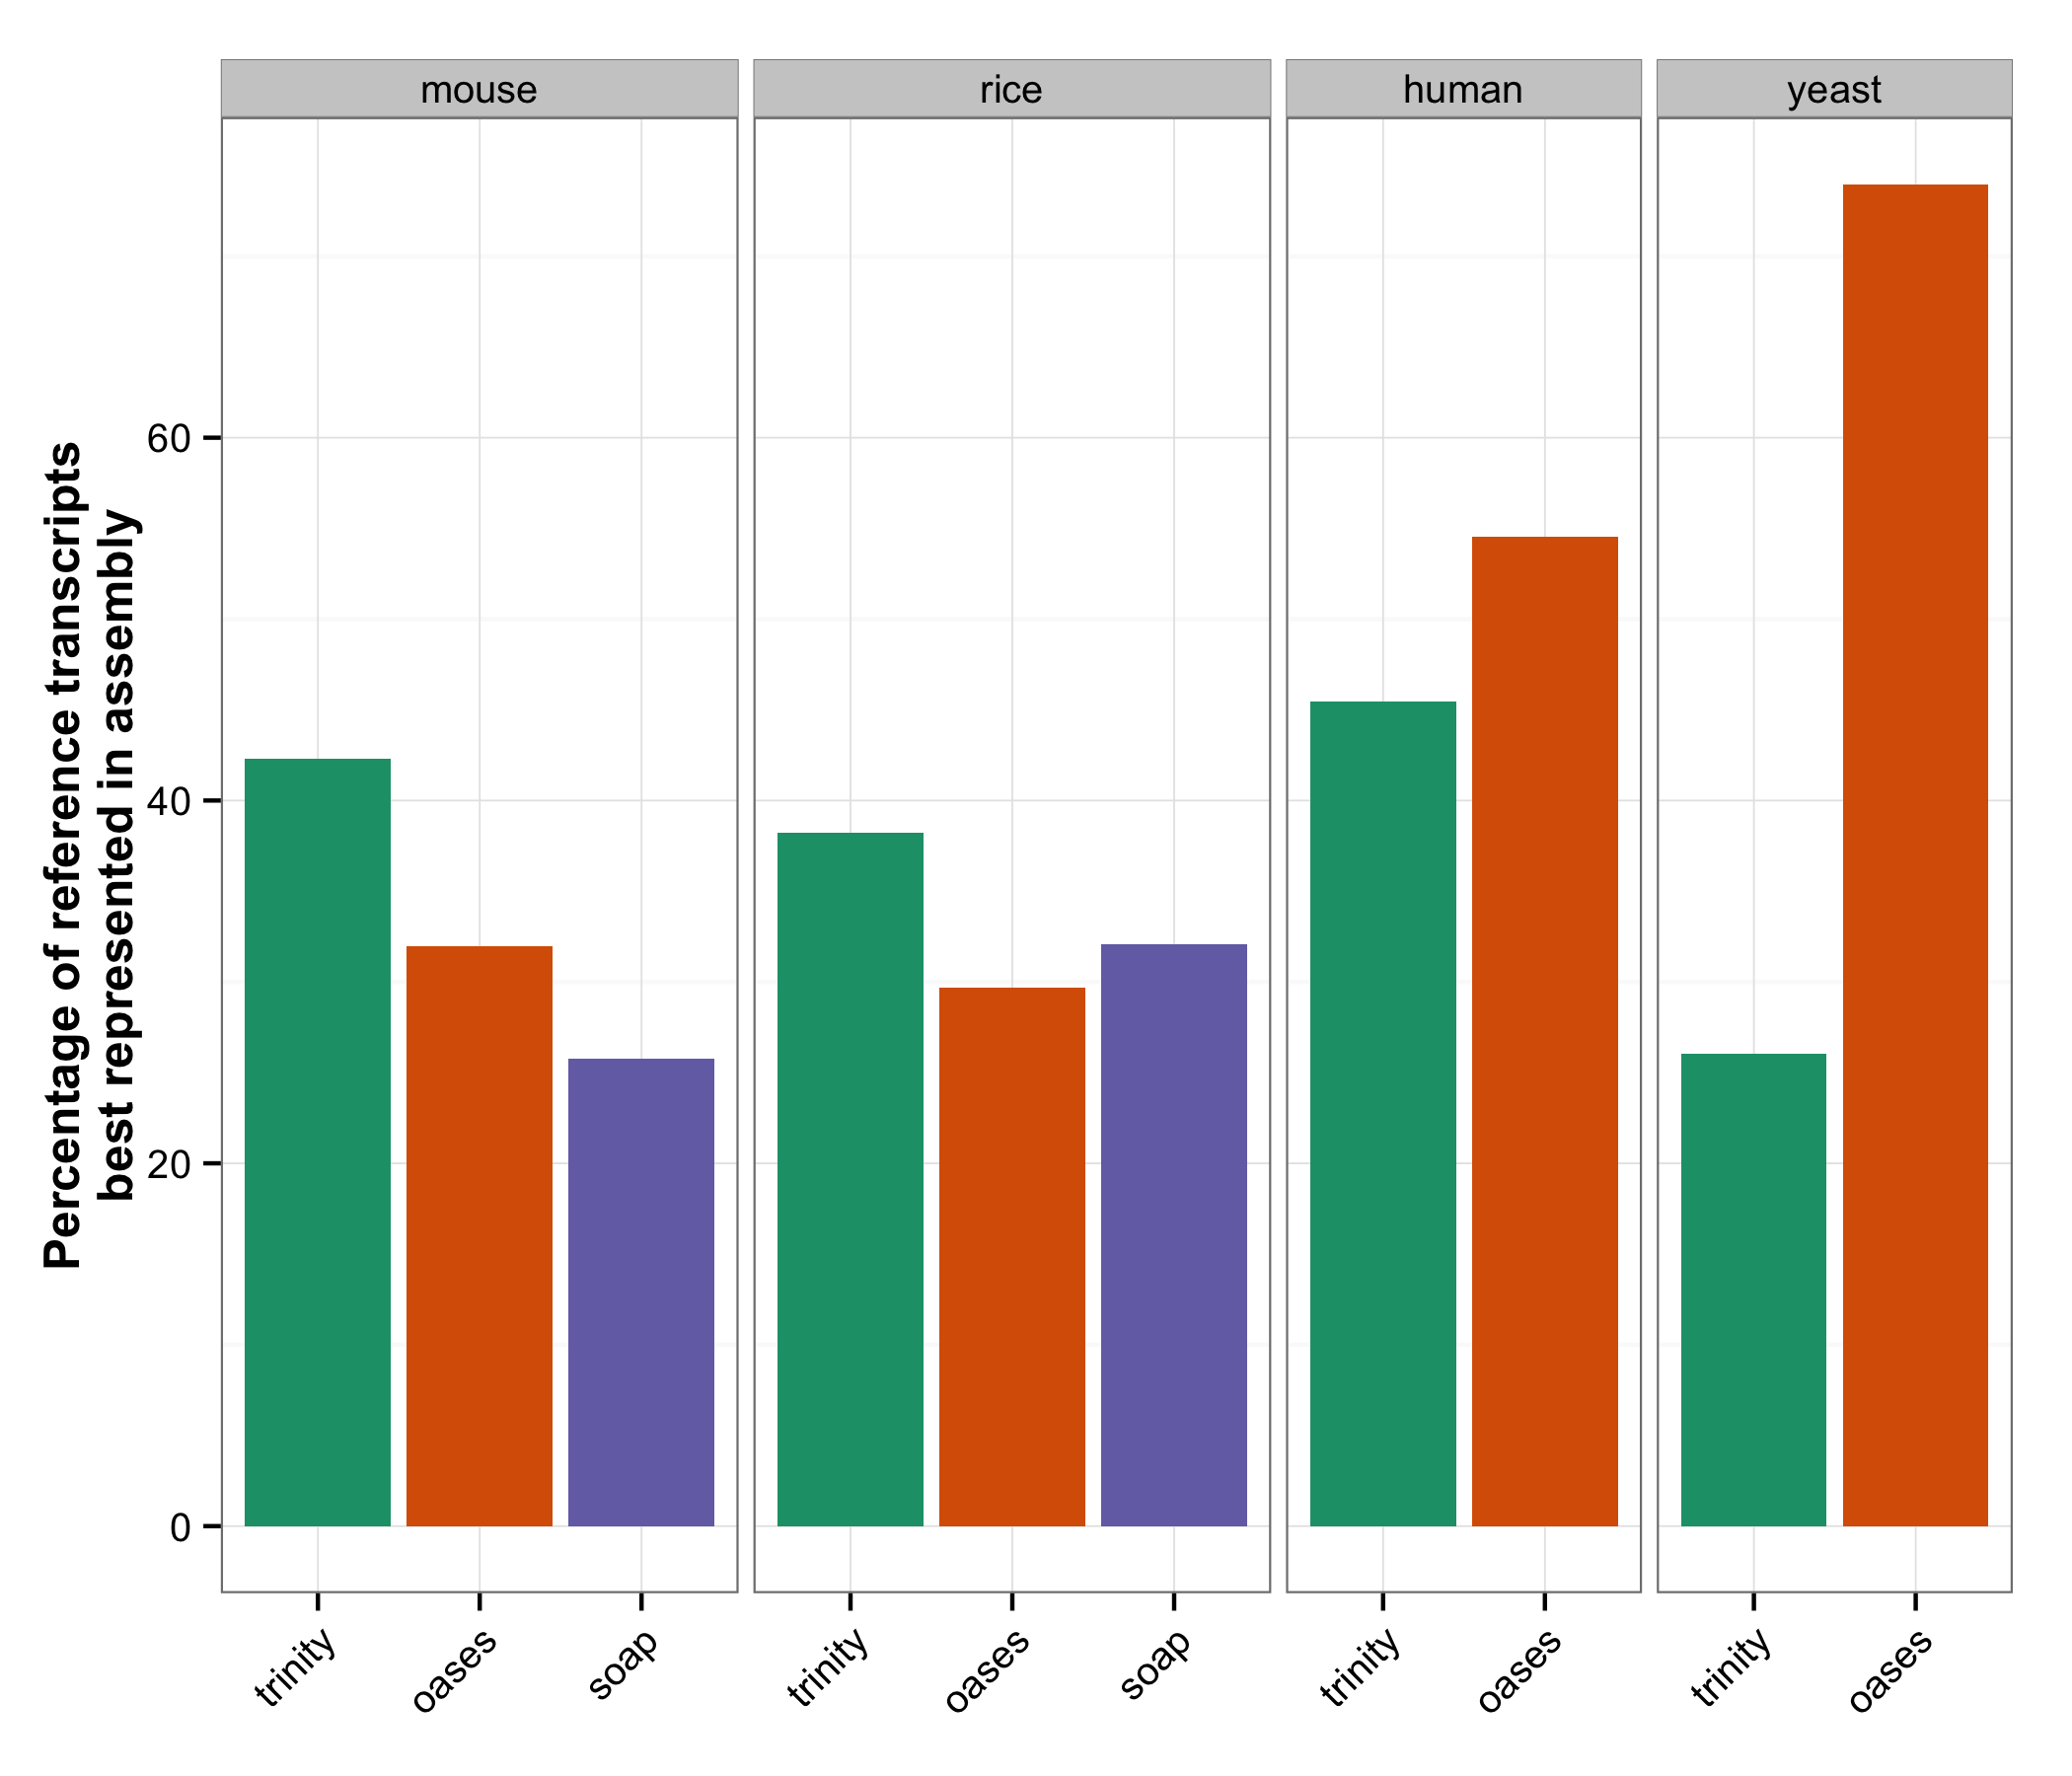 mouse
rice
human
yeast
Percentage of reference transcripts
best represented in assembly
60
40
20
0
trinity
oases
soap
trinity
oases
soap
trinity
oases
trinity
oases